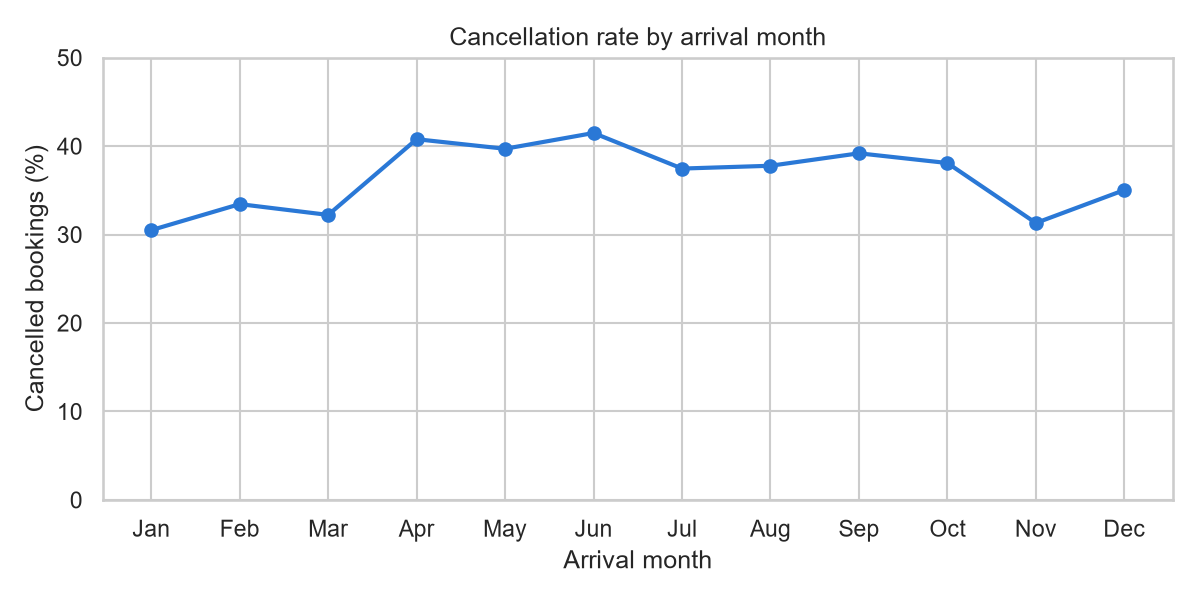 Cancellation rate by arrival month
Cancelled bookings (%)
50
40
30
20
10
0
Jan Feb Mar Apr May Jun Jul Aug Sep Oct Nov Dec
Arrival month